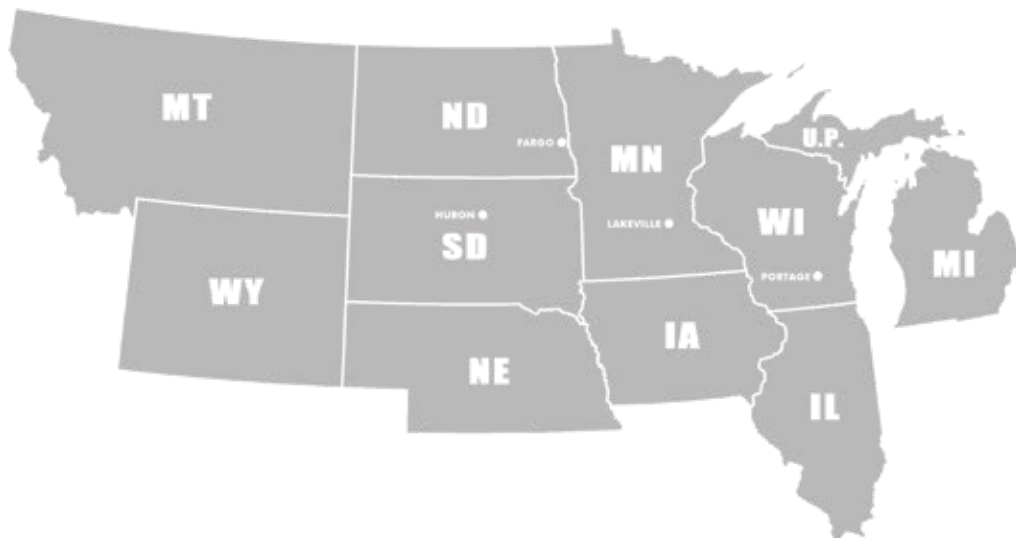 MT
ND
FARGO
MN
U.P.
HURON
SD
LAKEVILLE
WI
PORTAGE
MI
WY
NE
IA
IL